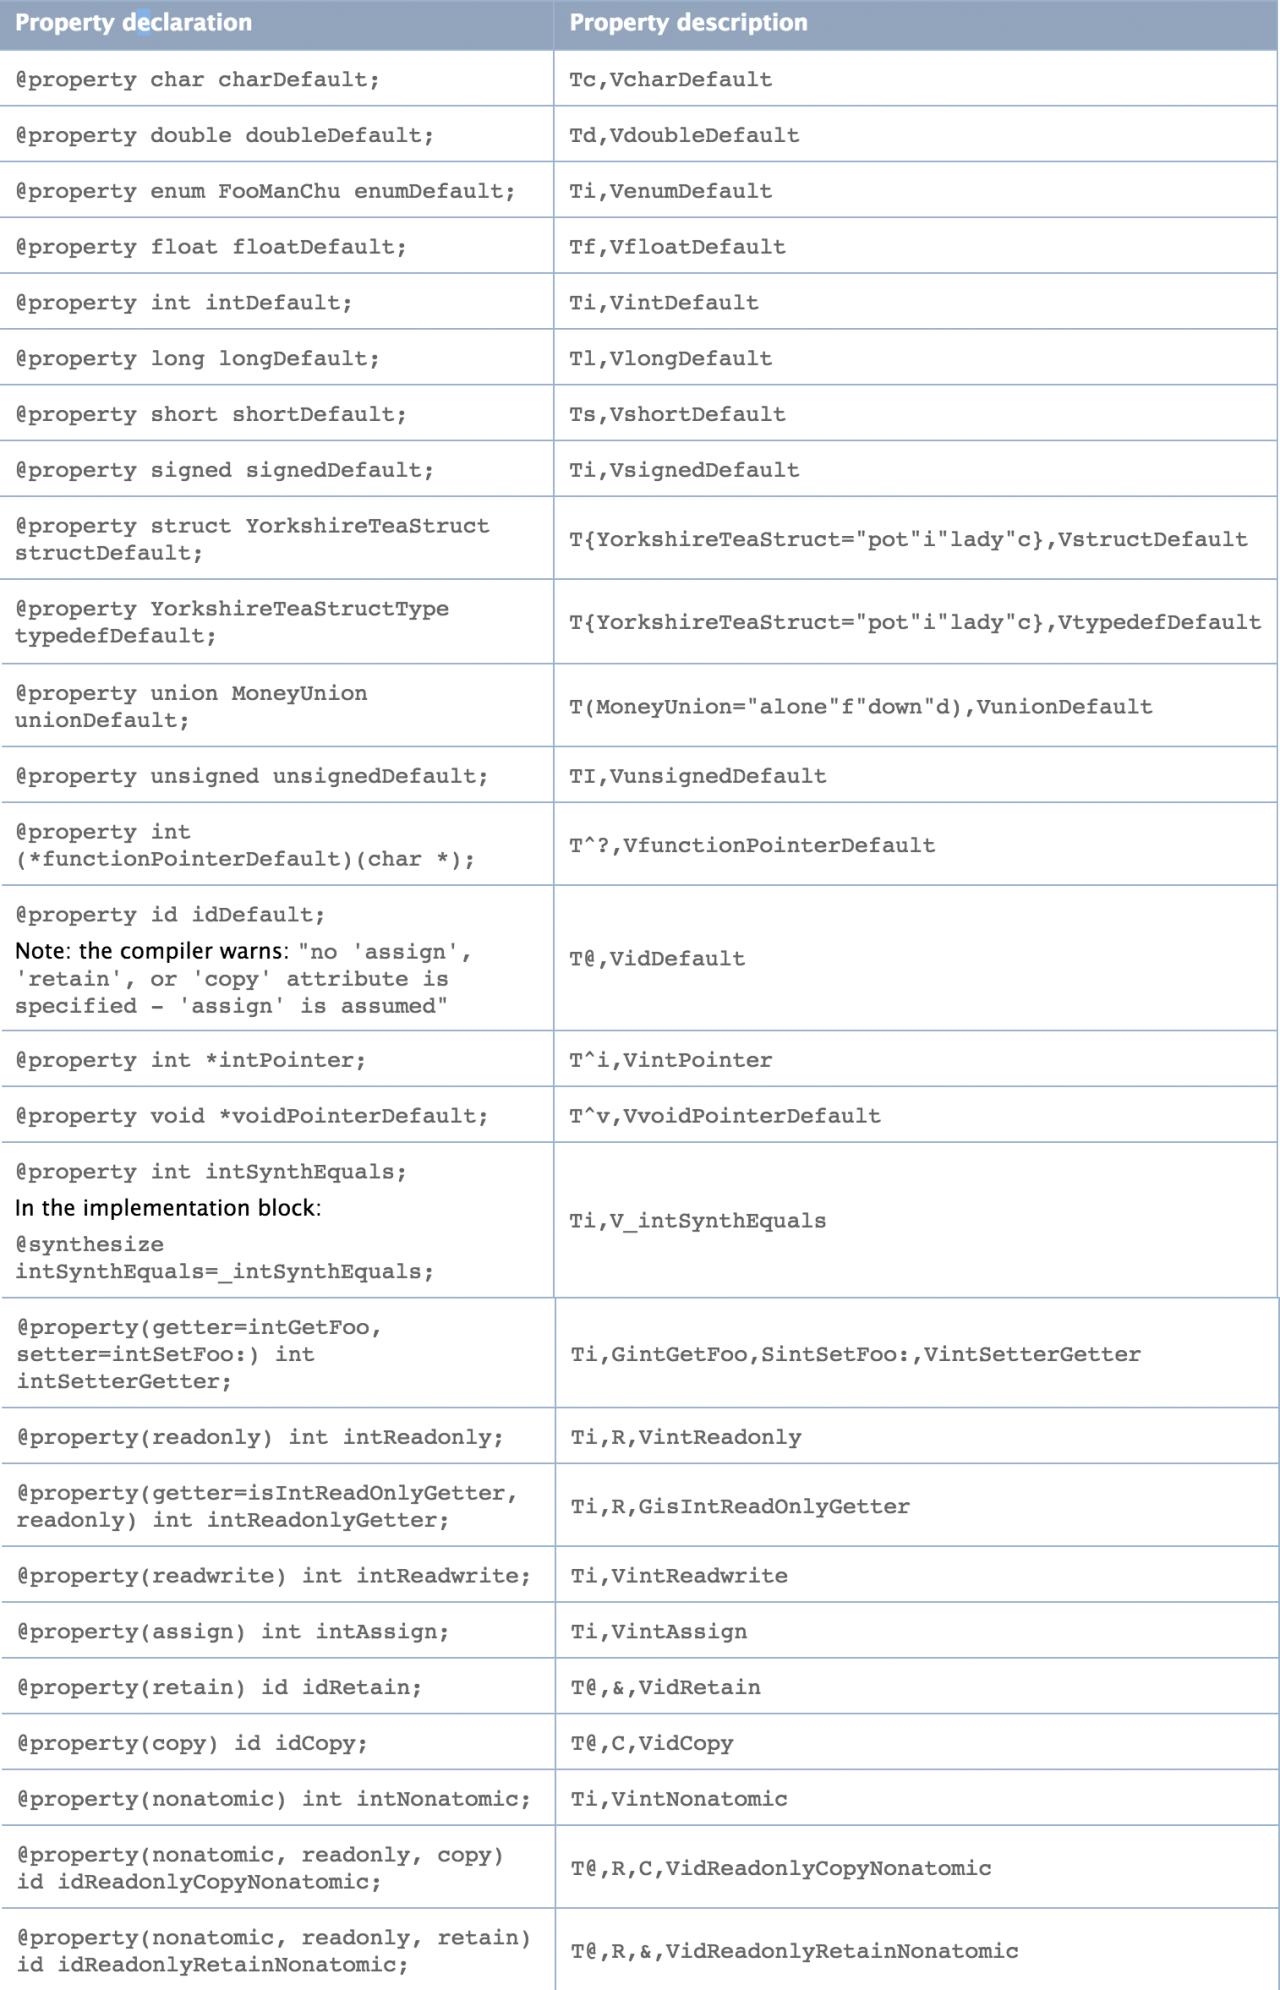 Property declaration
Property description
@property char charDefault;
Tc,VcharDefault
@property double doubleDefault;
Td,VdoubleDefault
@property enum FooManChu enumDefault;
Ti,VenumDefault
@property float floatDefault;
Tf,VfloatDefault
@property int intDefault;
Ti,VintDefault
@property long longDefault;
Tl,VlongDefault
@property short shortDefault;
Ts,VshortDefault
@property signed signedDefault;
Ti,VsignedDefault
@property struct YorkshireTeaStruct
structDefault;
T{YorkshireTeaStruct="pot"i"lady"c},VstructDefault
@property YorkshireTeaStructType
typedefDefault;
T{YorkshireTeaStruct="pot"i"lady"c},VtypedefDefault
@property union MoneyUnion
unionDefault;
T(MoneyUnion="alone"f"down"d),VunionDefault
@property unsigned unsignedDefault;
TI,VunsignedDefault
@property int
(*functionPointerDefault)(char *);
T^?,VfunctionPointerDefault
@property id idDefault;
Note: the compiler warns: "no 'assign',
'retain', or 'copy' attribute is
specified – 'assign' is assumed"
T@,VidDefault
@property int *intPointer;
T^i,VintPointer
@property void *voidPointerDefault;
T^v,VvoidPointerDefault
@property int intSynthEquals;
In the implementation block:
@synthesize
intSynthEquals=_intSynthEquals;
Ti,V_intSynthEquals
@property(getter=intGetFoo,
setter=intSetFoo:) int
intSetterGetter;
Ti,GintGetFoo,SintSetFoo:,VintSetterGetter
@property(readonly) int intReadonly;
Ti,R,VintReadonly
@property(getter=isIntReadOnlyGetter,
readonly) int intReadonlyGetter;
Ti,R,GisIntReadOnlyGetter
@property(readwrite) int intReadwrite;
Ti,VintReadwrite
@property(assign) int intAssign;
Ti,VintAssign
@property(retain) id idRetain;
T@,&,VidRetain
@property(copy) id idCopy;
T@,C,VidCopy
@property(nonatomic) int intNonatomic;
Ti,VintNonatomic
@property(nonatomic, readonly, copy)
id idReadonlyCopyNonatomic;
T@,R,C,VidReadonlyCopyNonatomic
@property(nonatomic, readonly, retain)
id idReadonlyRetainNonatomic;
T@,R,&,VidReadonlyRetainNonatomic